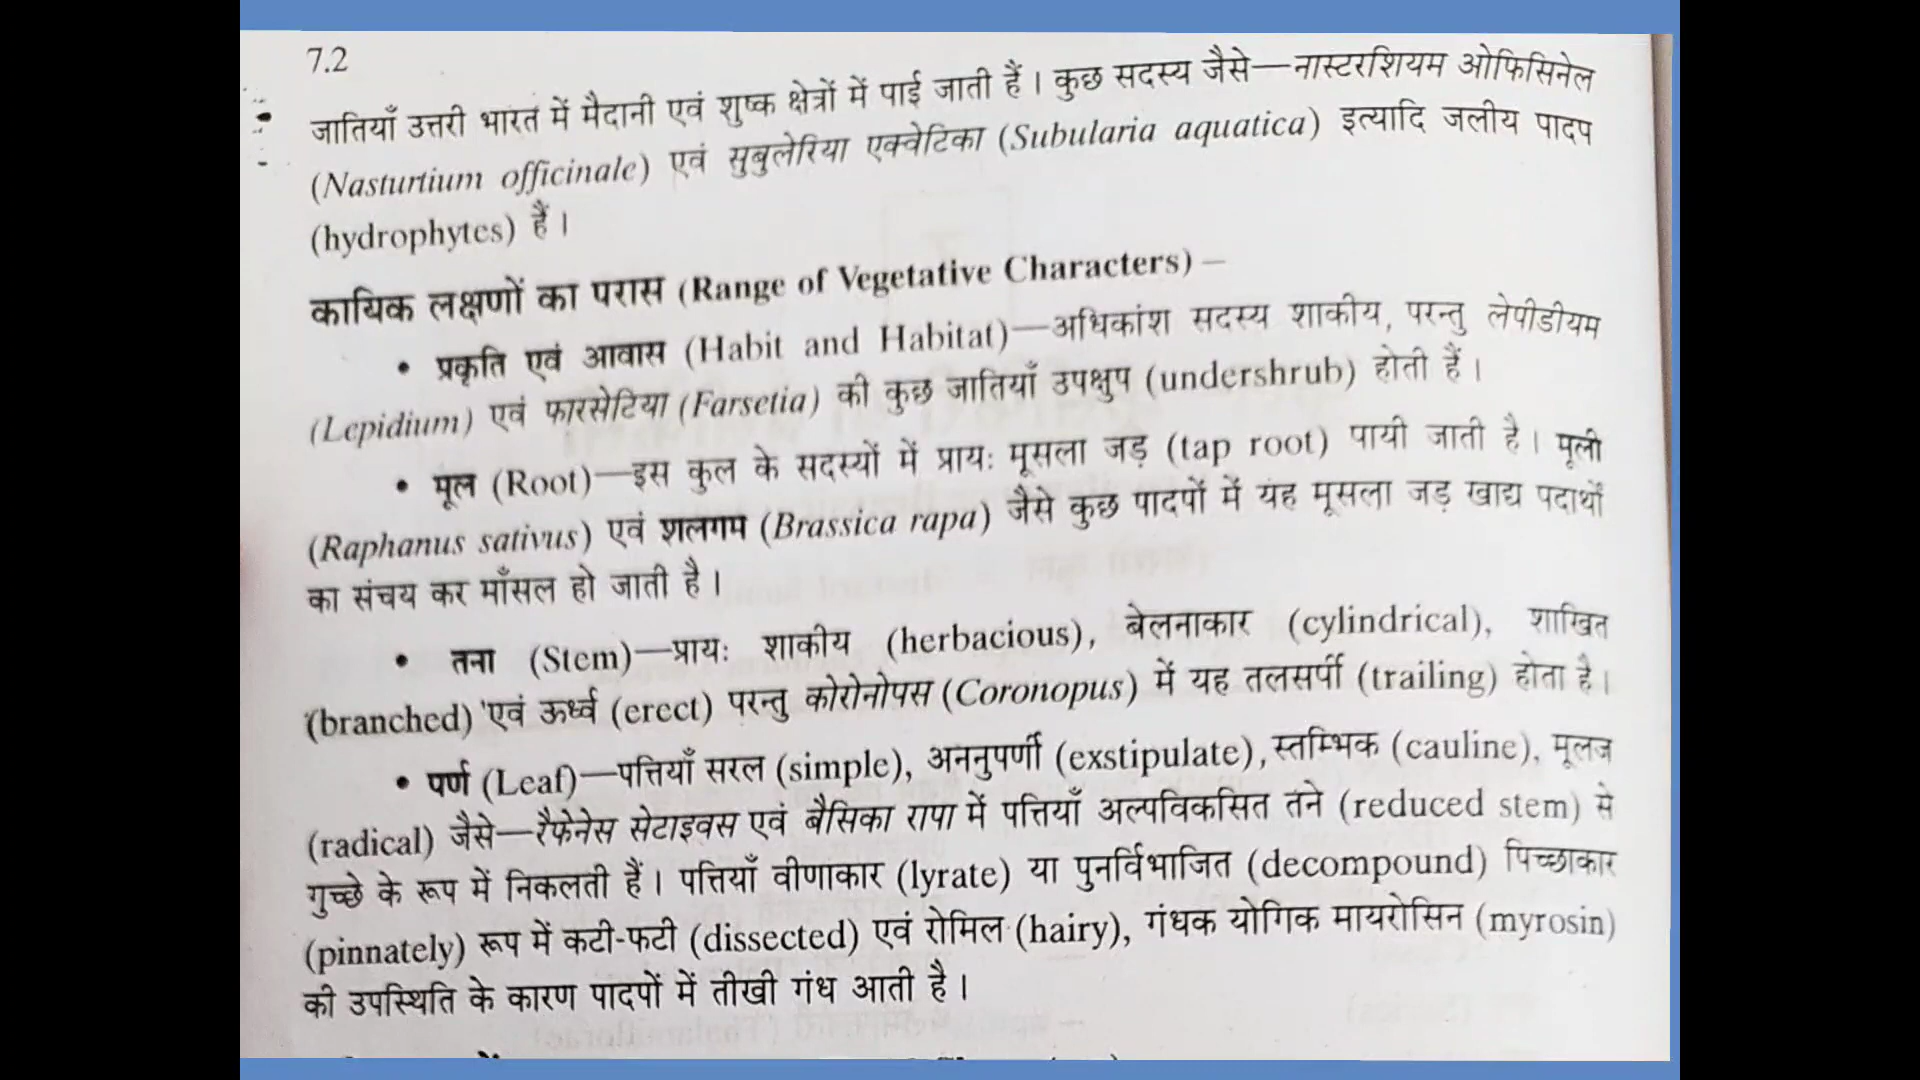 7.2
जातियाँ उत्तरी भारत में मैदानी एवं शुष्क क्षेत्रों में पाई जाती हैं। कुछ सदस्य जैसे—नास्टरशियम ओफिसिनेल
(Nasturtium officinale) एवं सुबुलेरिया एक्वेटिका (Subularia aquatica) इत्यादि जलीय पादप
(hydrophytes) हैं।
कायिक लक्षणों का परास (Range of Vegetative Characters) –
• प्रकृति एवं आवास (Habit and Habitat)—अधिकांश सदस्य शाकीय, परन्तु लेपीडीयम
(Lepidium) एवं फारसेटिया (Farsetia) की कुछ जातियाँ उपक्षुप (undershrub) होती हैं।
• मूल (Root)—इस कुल के सदस्यों में प्रायः मूसला जड़ (tap root) पायी जाती है। मूली
(Raphanus sativus) एवं शलगम (Brassica rapa) जैसे कुछ पादपों में यह मूसला जड़ खाद्य पदार्थों
का संचय कर माँसल हो जाती है।
• तना (Stem)—प्रायः शाकीय (herbacious), बेलनाकार (cylindrical), शाखित
(branched) एवं ऊर्ध्व (erect) परन्तु कोरोनोपस (Coronopus) में यह तलसर्पी (trailing) होता है।
• पर्ण (Leaf)—पत्तियाँ सरल (simple), अननुपर्णी (exstipulate), स्तम्भिक (cauline), मूलज
(radical) जैसे—रैफेनेस सेटाइवस एवं बैसिका रापा में पत्तियाँ अल्पविकसित तने (reduced stem) से
गुच्छे के रूप में निकलती हैं। पत्तियाँ वीणाकार (lyrate) या पुनर्विभाजित (decompound) पिच्छाकार
(pinnately) रूप में कटी-फटी (dissected) एवं रोमिल (hairy), गंधक योगिक मायरोसिन (myrosin)
की उपस्थिति के कारण पादपों में तीखी गंध आती है।